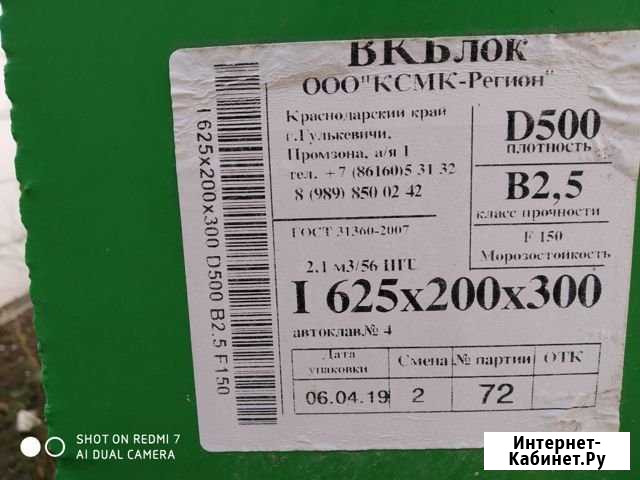 ВКБлок
ООО"КСМК-Регион"
Краснодарский край
г.Гулькевичи,
Промзона, а/я 1
тел. +7 (86160)5 31 32
8 (989) 850 02 42
D500
плотность
B2,5
класс прочности
F 150
Морозостойкость
ГОСТ 31360-2007
2.1 м3/56 ШТ
I 625x200x300
автоклав.№ 4
Дата упаковки
Смена
№ партии
ОТК
06.04.19
2
72
I 625x200x300 D500 B2.5 F150
SHOT ON REDMI 7
AI DUAL CAMERA
Интернет-
Кабинет.Ру